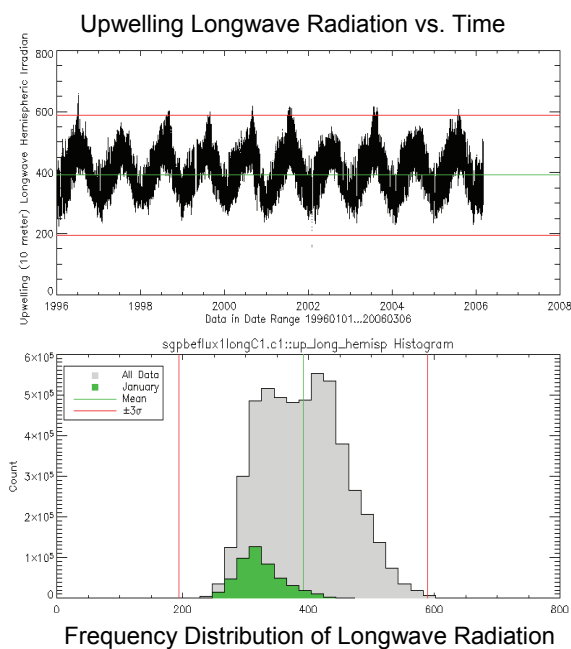 Upwelling Longwave Radiation vs. Time
Upwelling (10 meter) Longwave Hemispheric Irradian
800
600
400
200
0
1996 1998 2000 2002 2004 2006 2008
Data in Date Range 19960101...20060306
sgpbeflux1longC1.c1::up_long_hemisp Histogram
All Data
January
Mean
±3σ
Count
6×10⁵
5×10⁵
4×10⁵
3×10⁵
2×10⁵
1×10⁵
0
0 200 400 600 800
Frequency Distribution of Longwave Radiation